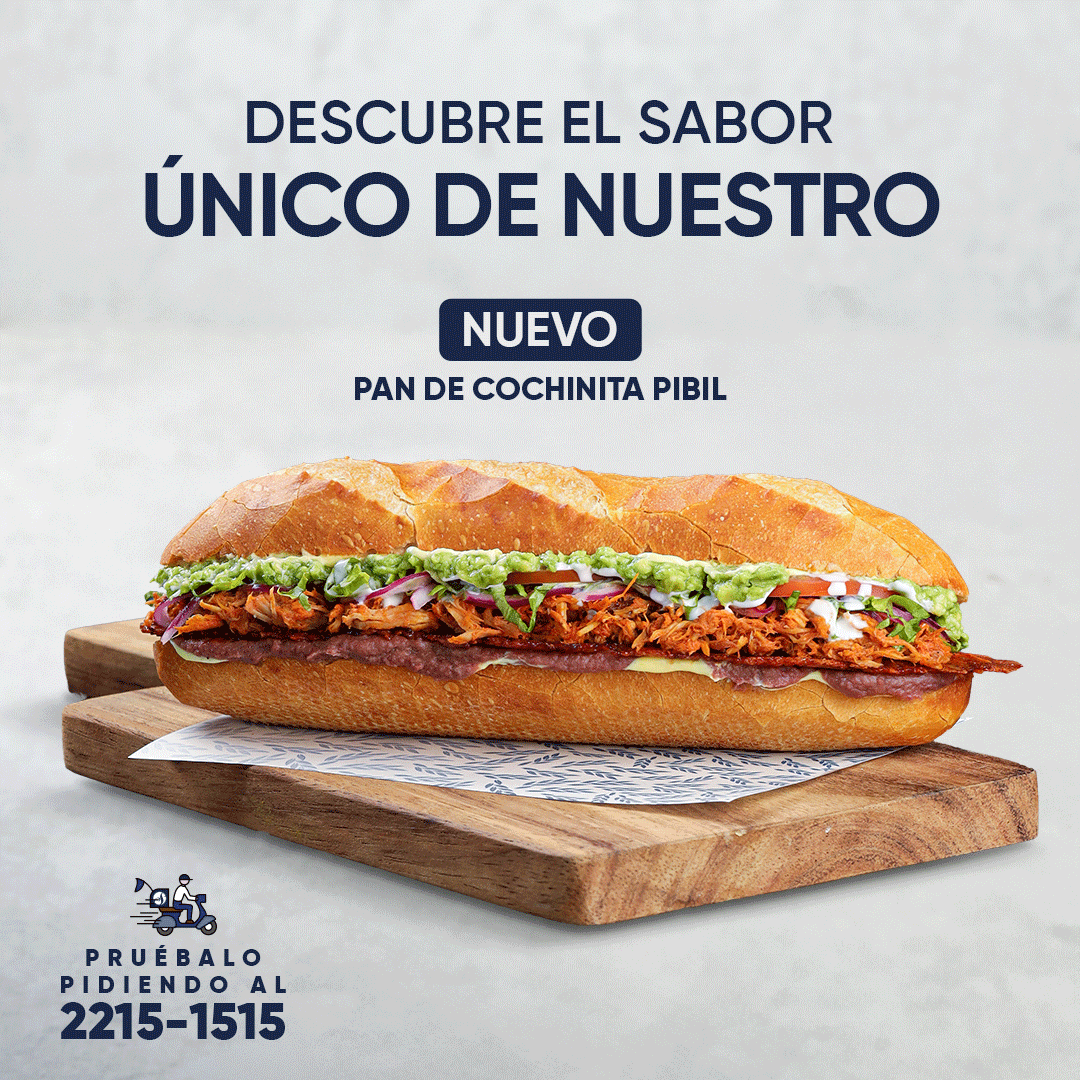 DESCUBRE EL SABOR
ÚNICO DE NUESTRO
NUEVO
PAN DE COCHINITA PIBIL
PRUÉBALO
PIDIENDO AL
2215-1515